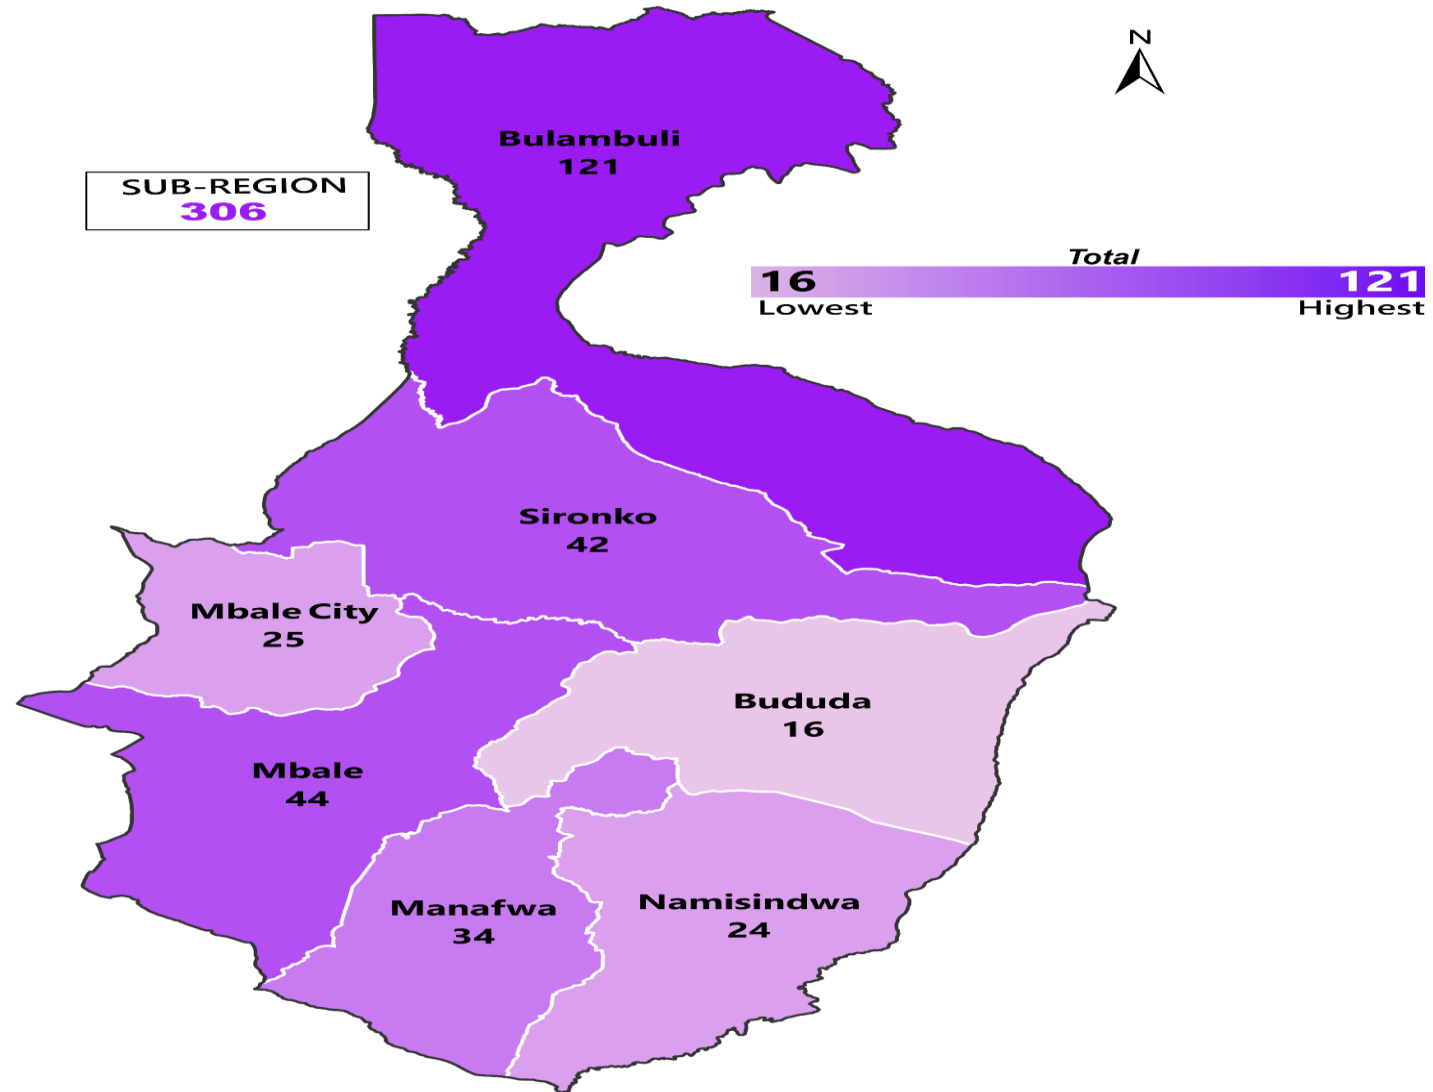 N
Bulambuli
121
SUB-REGION
306
Total
16
121
Lowest
Highest
Sironko
42
Mbale City
25
Bududa
16
Mbale
44
Manafwa
34
Namisindwa
24